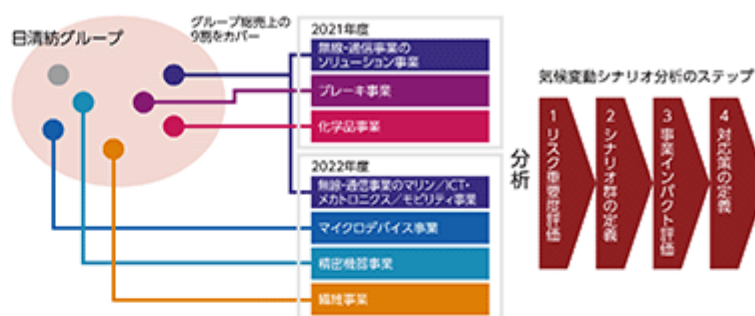 日清紡グループ
グループ総売上の
9割をカバー
2021年度
無線・通信事業の
ソリューション事業
ブレーキ事業
化学品事業
2022年度
無線・通信事業のマリン/ICT・
メカトロニクス/モビリティ事業
マイクロデバイス事業
精密機器事業
繊維事業
分析
気候変動シナリオ分析のステップ
1 リスク重要度評価
2 シナリオ群の定義
3 事業インパクト評価
4 対応策の定義